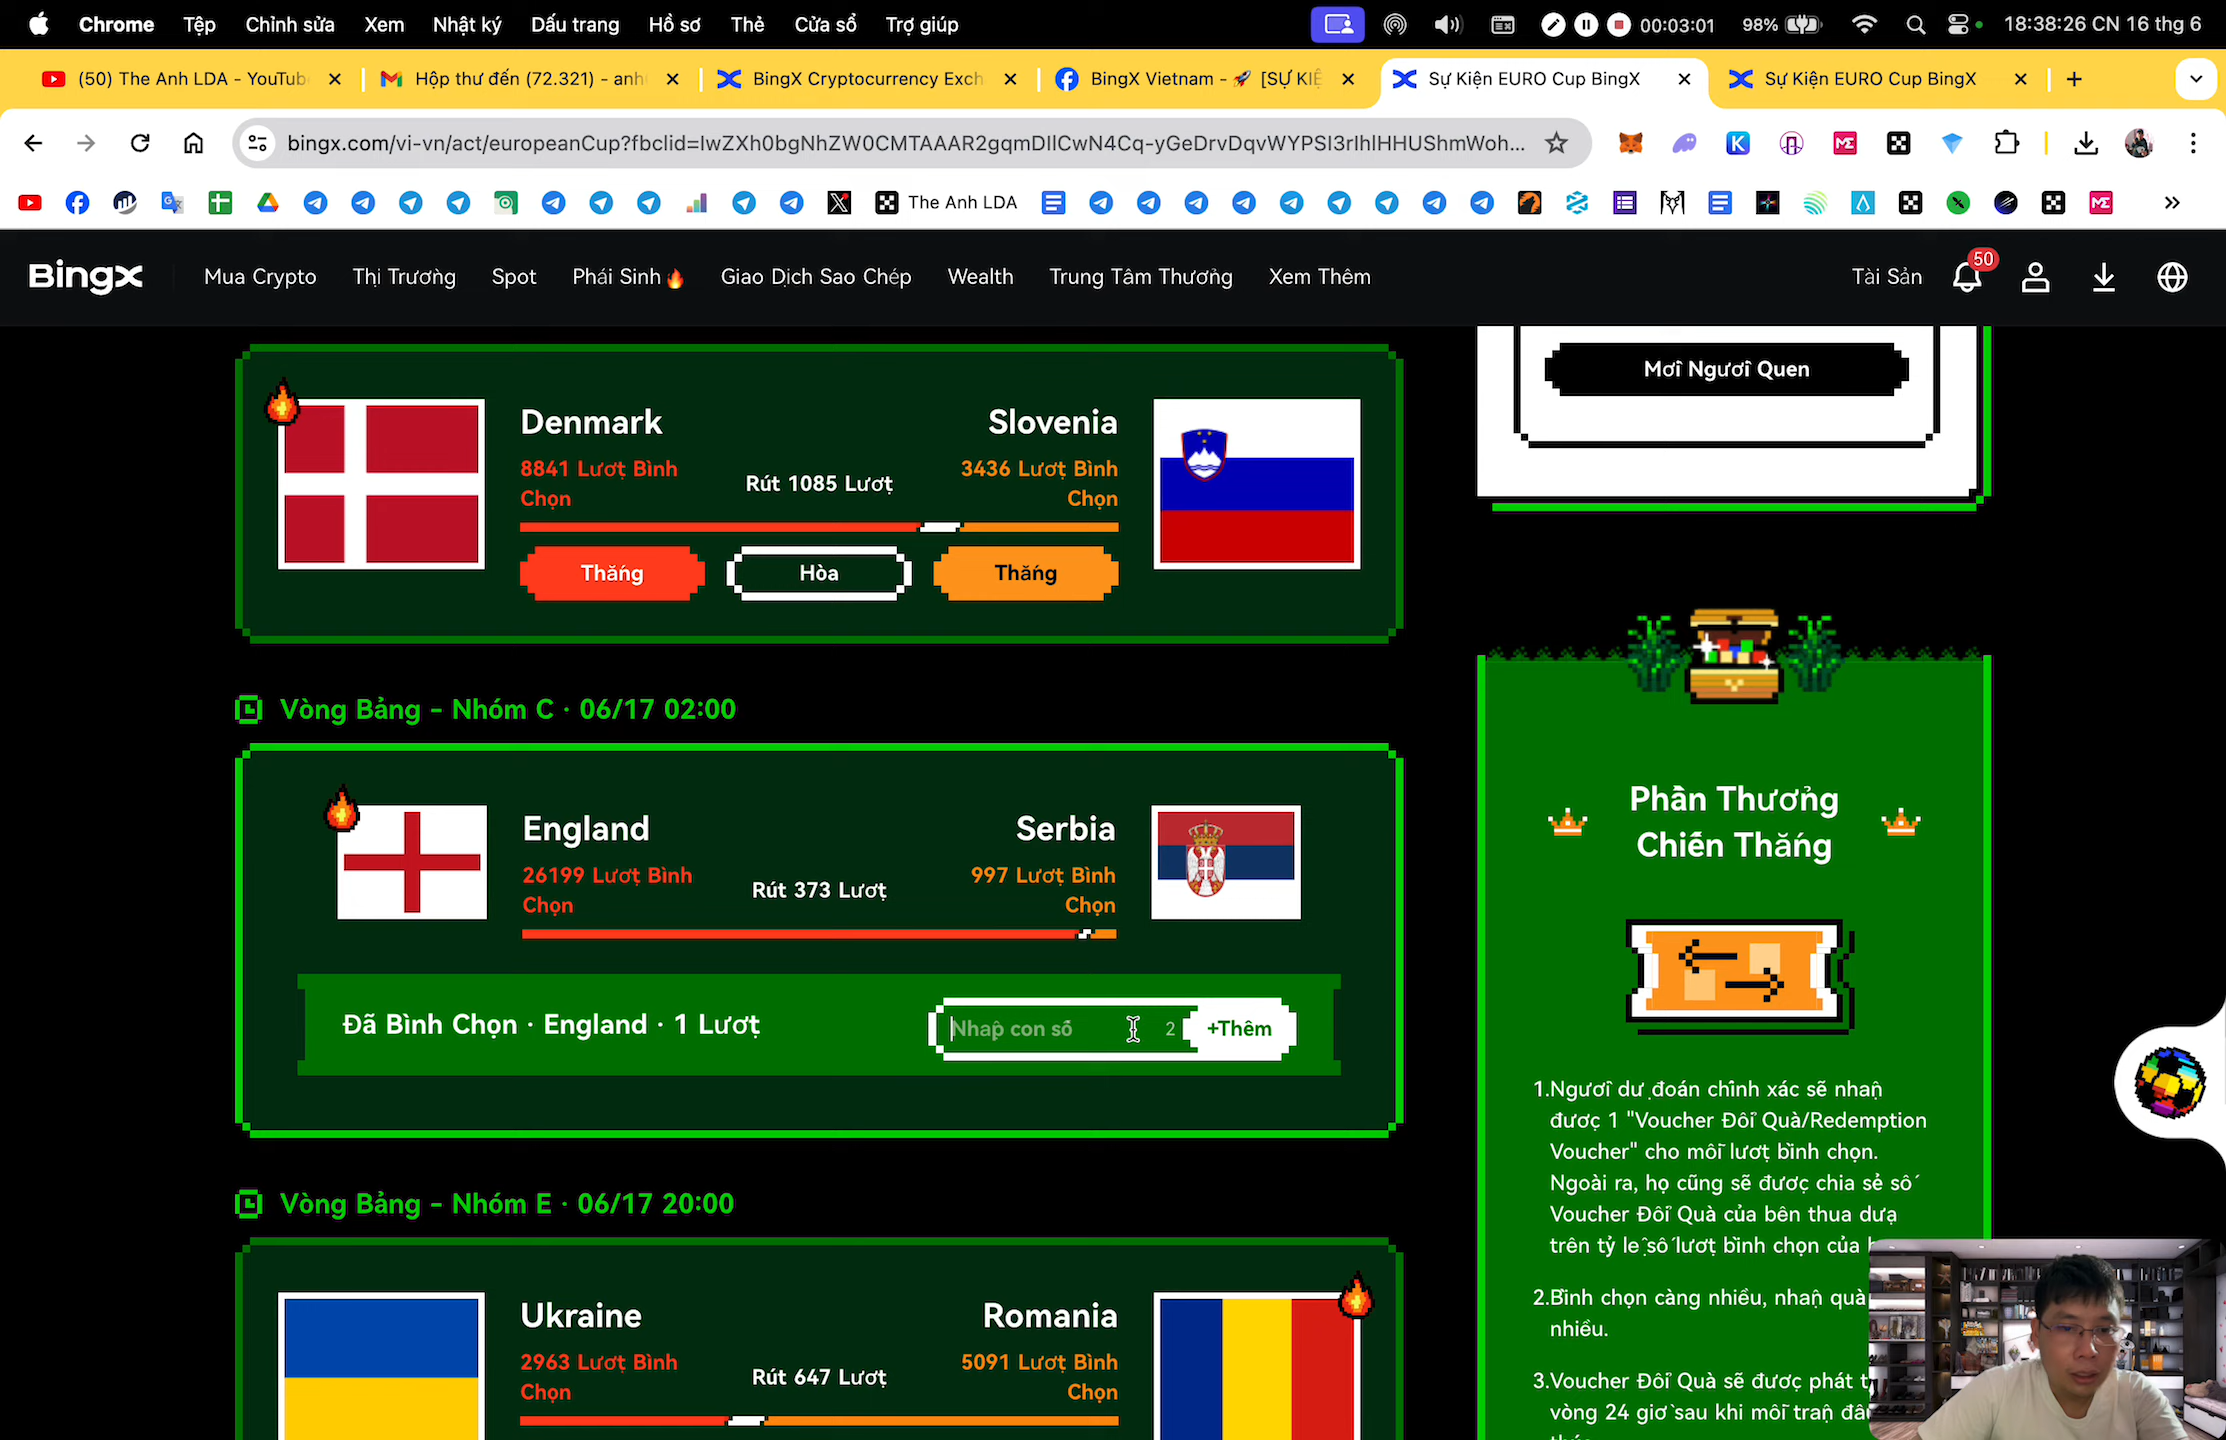 Chrome Tệp Chỉnh sửa Xem Nhật ký Dấu trang Hồ sơ Thẻ Cửa sổ Trợ giúp 00:03:01 98% 18:38:26 CN 16 thg 6
(50) The Anh LDA - YouTub Hộp thư đến (72.321) - anh BingX Cryptocurrency Exch BingX Vietnam - 🚀 [SỰ KIỆ Sự Kiện EURO Cup BingX Sự Kiện EURO Cup BingX
bingx.com/vi-vn/act/europeanCup?fbclid=IwZXh0bgNhZW0CMTAAAR2gqmDIlCwN4Cq-yGeDrvDqvWYPSI3rIhlHHUShmWoh...
The Anh LDA
BingX Mua Crypto Thị Trường Spot Phái Sinh🔥 Giao Dịch Sao Chép Wealth Trung Tâm Thưởng Xem Thêm Tài Sản 50
Mời Người Quen
Denmark Slovenia
8841 Lượt Bình Chọn
Rút 1085 Lượt
3436 Lượt Bình Chọn
Thắng Hòa Thắng
Vòng Bảng - Nhóm C · 06/17 02:00
England Serbia
26199 Lượt Bình Chọn
Rút 373 Lượt
997 Lượt Bình Chọn
Đã Bình Chọn · England · 1 Lượt Nhập con số 2 +Thêm
Vòng Bảng - Nhóm E · 06/17 20:00
Ukraine Romania
2963 Lượt Bình Chọn
Rút 647 Lượt
5091 Lượt Bình Chọn
Phần Thưởng
Chiến Thắng
1.Người dự đoán chính xác sẽ nhận
được 1 "Voucher Đổi Quà/Redemption
Voucher" cho mỗi lượt bình chọn.
Ngoài ra, họ cũng sẽ được chia sẻ số
Voucher Đổi Quà của bên thua dựa
trên tỷ lệ số lượt bình chọn của
2.Bình chọn càng nhiều, nhận quà
nhiều.
3.Voucher Đổi Quà sẽ được phát
vòng 24 giờ sau khi mỗi trận